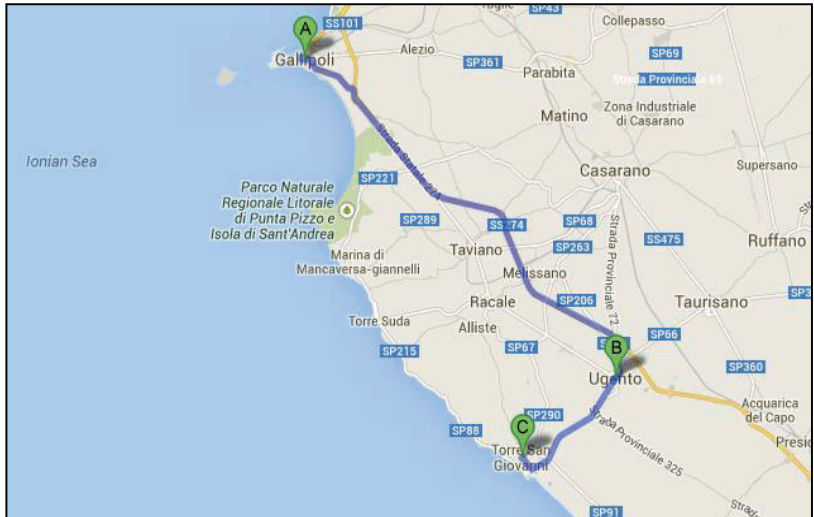 SP43
Collepasso
SS101
A
Gallipoli
Alezio
SP361
Parabita
SP69
Strada Provinciale 69
Zona Industriale
di Casarano
Matino
Ionian Sea
Strada Statale 274
Casarano
Supersano
SP221
Parco Naturale
Regionale Litorale
di Punta Pizzo e
Isola di Sant'Andrea
SP289
SS274
SP68
Strada Provinciale 72
SP263
SS475
Ruffano
Taviano
Marina di
Mancaversa-giannelli
Melissano
SP206
Racale
Taurisano
Torre Suda
Alliste
SP215
SP67
SP66
B
Ugento
SP360
Acquarica
del Capo
SP290
SP88
C
Torre San
Giovanni
Strada Provinciale 325
Presic
SP91
Strada